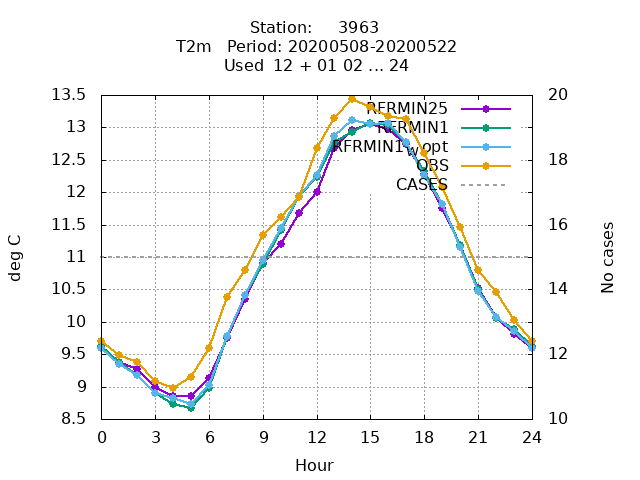 Station: 3963
T2m Period: 20200508-20200522
Used 12 + 01 02 ... 24
13.5
13
12.5
12
11.5
11
10.5
10
9.5
9
8.5
20
18
16
14
12
10
0 3 6 9 12 15 18 21 24
deg C
No cases
Hour
RFRMIN25
RFRMIN1
RFRMIN1wopt
OBS
CASES